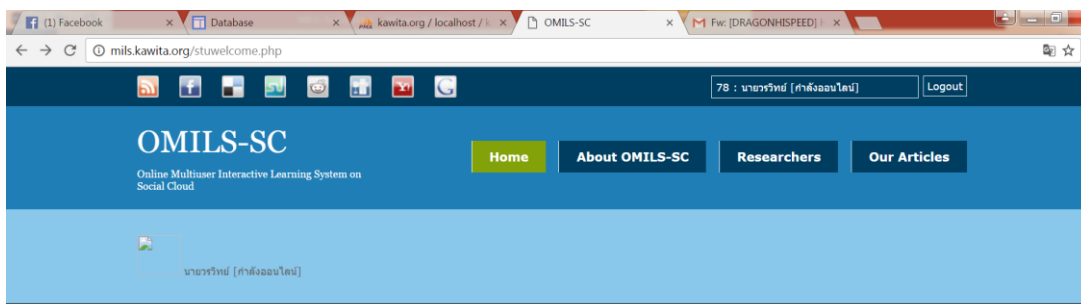 (1) Facebook
Database
kawita.org / localhost / k
OMILS-SC
Fw: [DRAGONHISPEED]
mils.kawita.org/stuwelcome.php
78 : นายวรวิทย์ [กำลังออนไลน์]
Logout
OMILS-SC
Online Multiuser Interactive Learning System on
Social Cloud
Home
About OMILS-SC
Researchers
Our Articles
นายวรวิทย์ [กำลังออนไลน์]